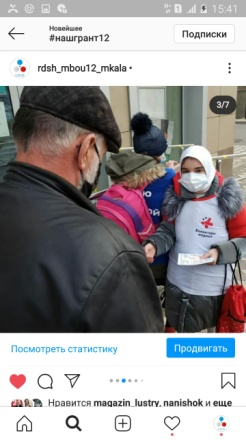 15:41
Новейшее
#нашгрант12
Подписки
rdsh_mbou12_mkala •
3/7
Посмотреть статистику
Продвигать
Нравится magazin_lustry, nanishok и еще